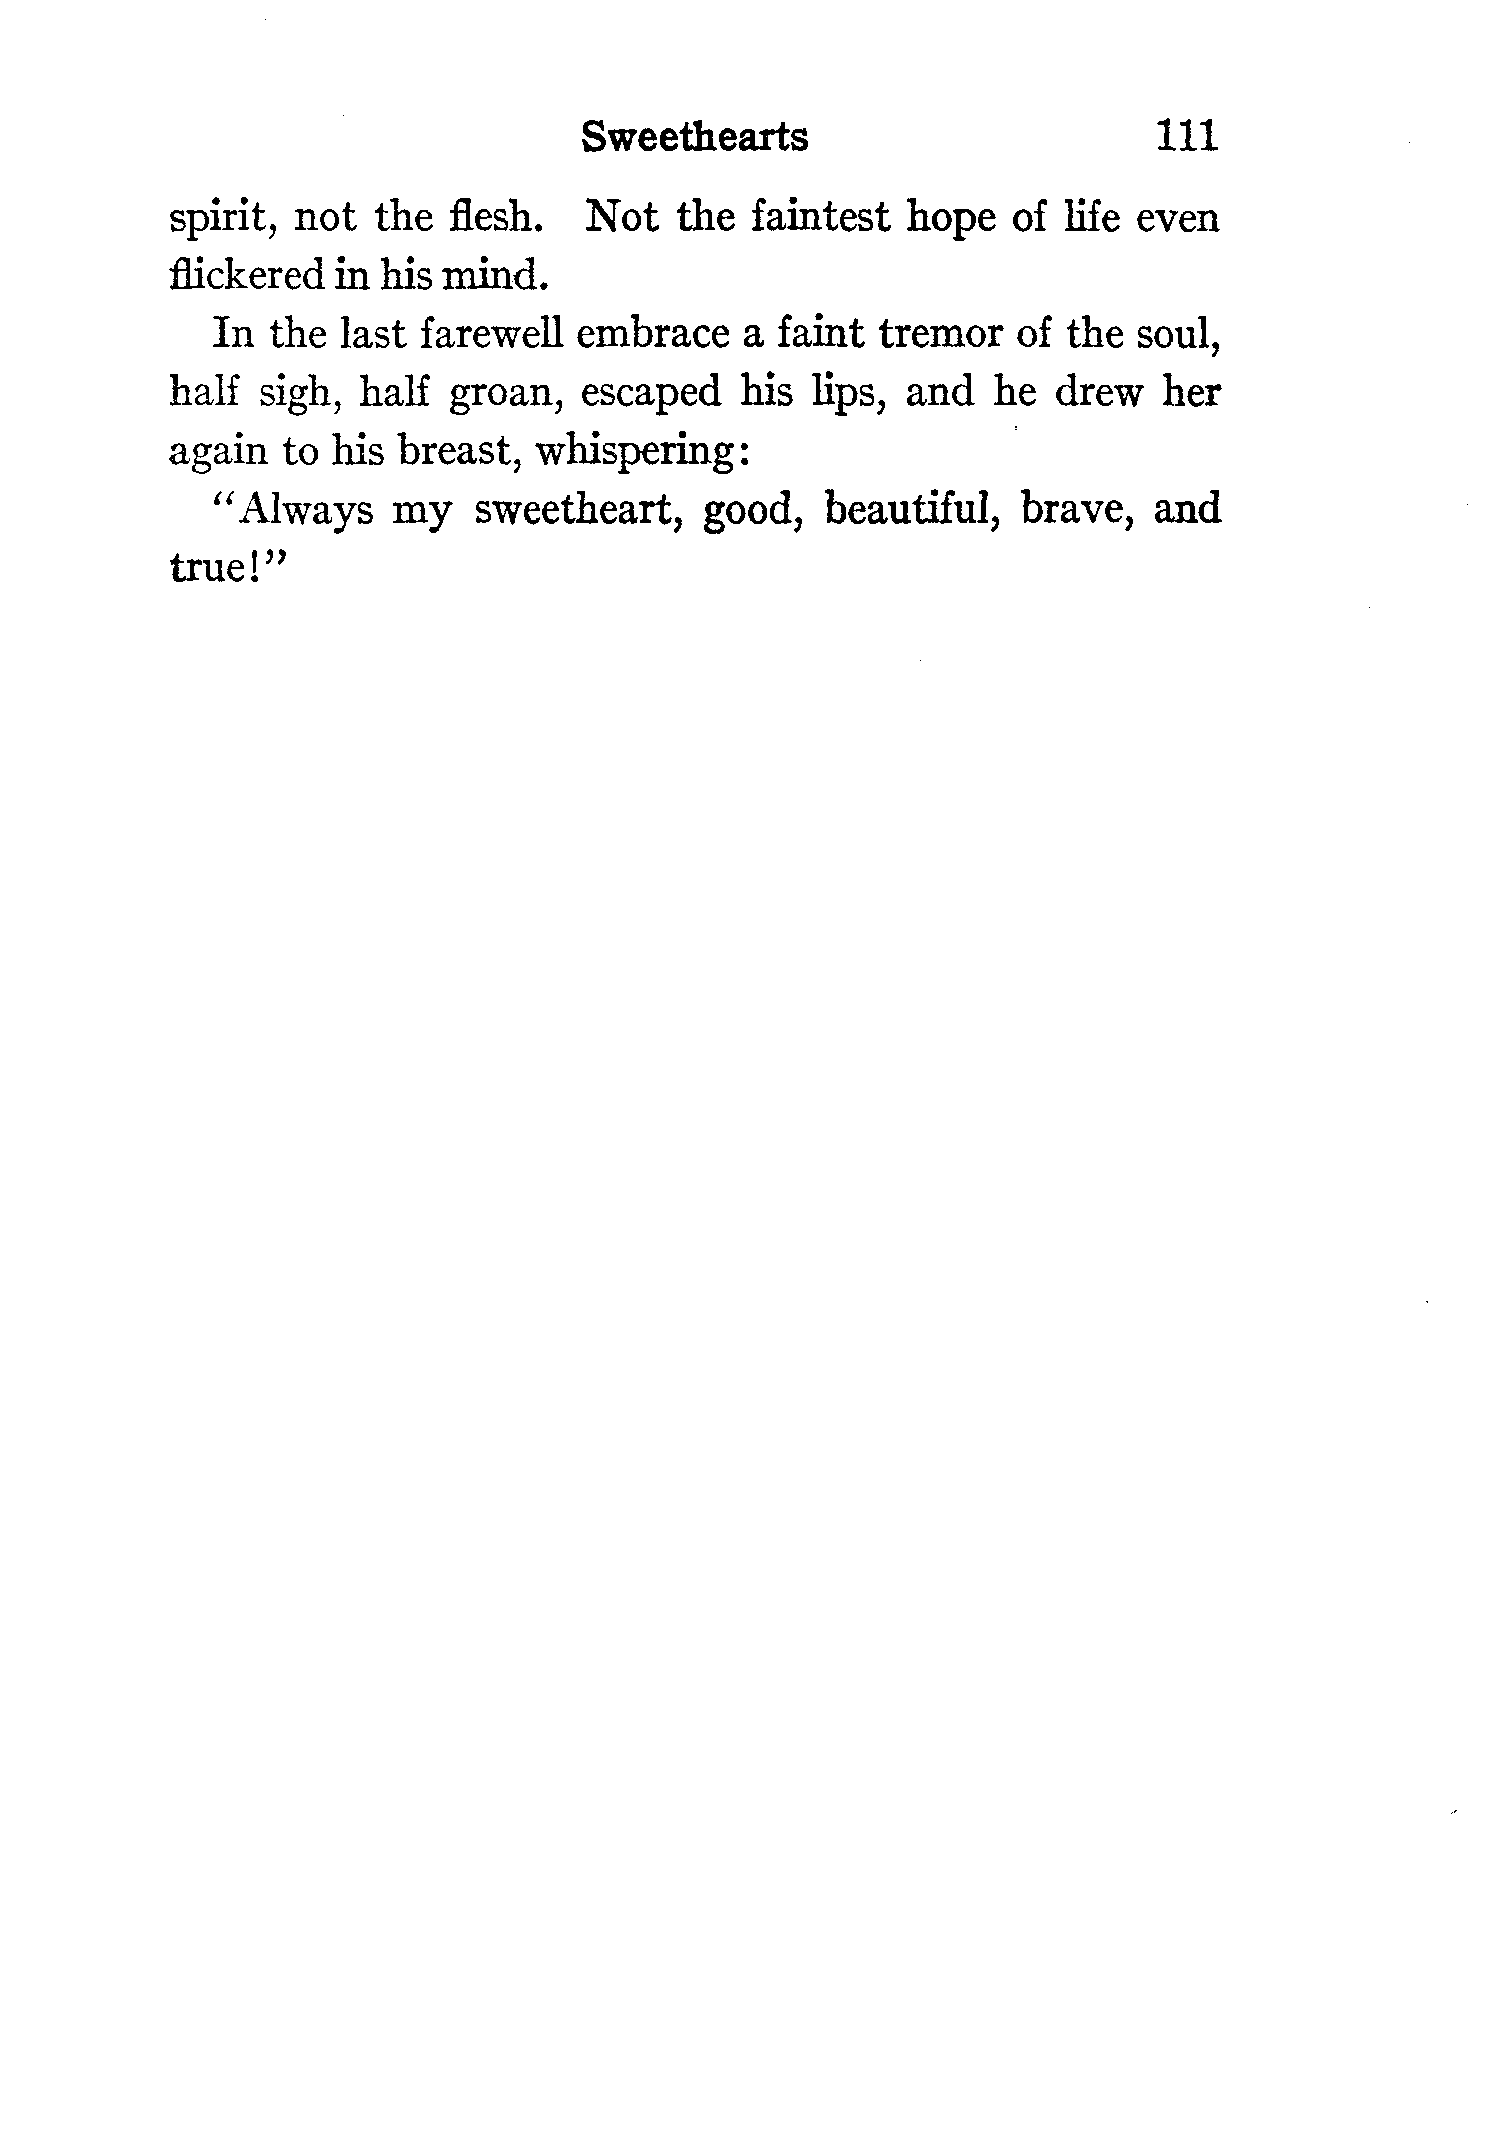 Sweethearts 111
spirit, not the flesh. Not the faintest hope of life even
flickered in his mind.
In the last farewell embrace a faint tremor of the soul,
half sigh, half groan, escaped his lips, and he drew her
again to his breast, whispering:
“Always my sweetheart, good, beautiful, brave, and
true!”